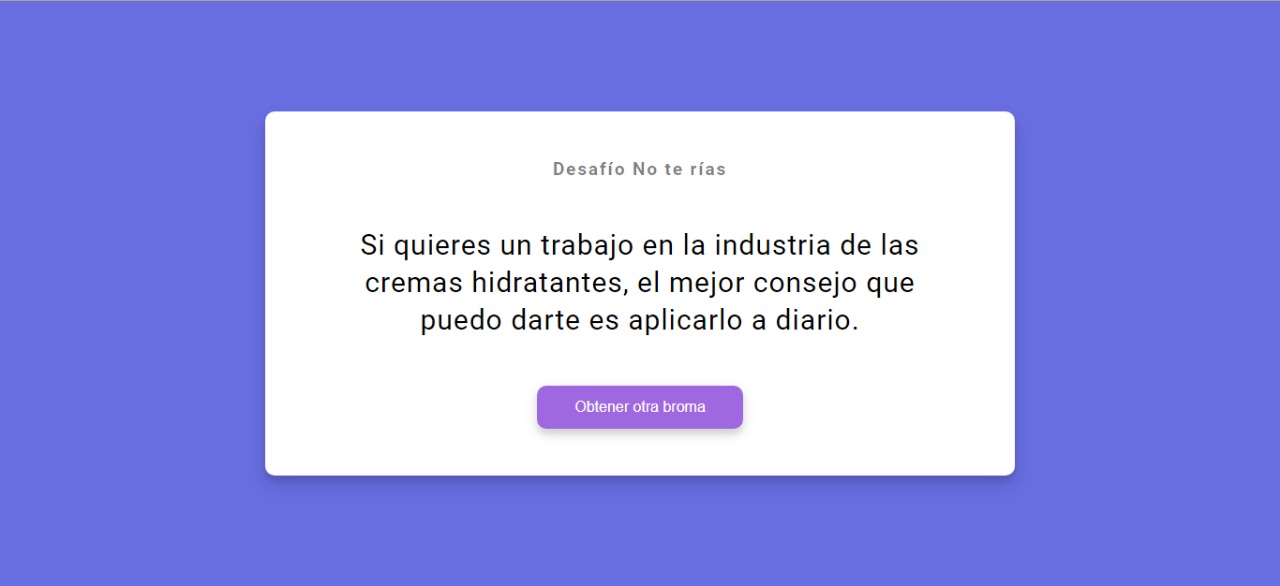 Desafío No te rías
Si quieres un trabajo en la industria de las
cremas hidratantes, el mejor consejo que
puedo darte es aplicarlo a diario.
Obtener otra broma